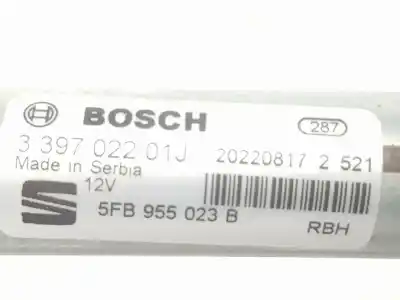 BOSCH
287
3 397 022 01J 20220817 2 521
Made in Serbia
12V
5FB 955 023 B
RBH